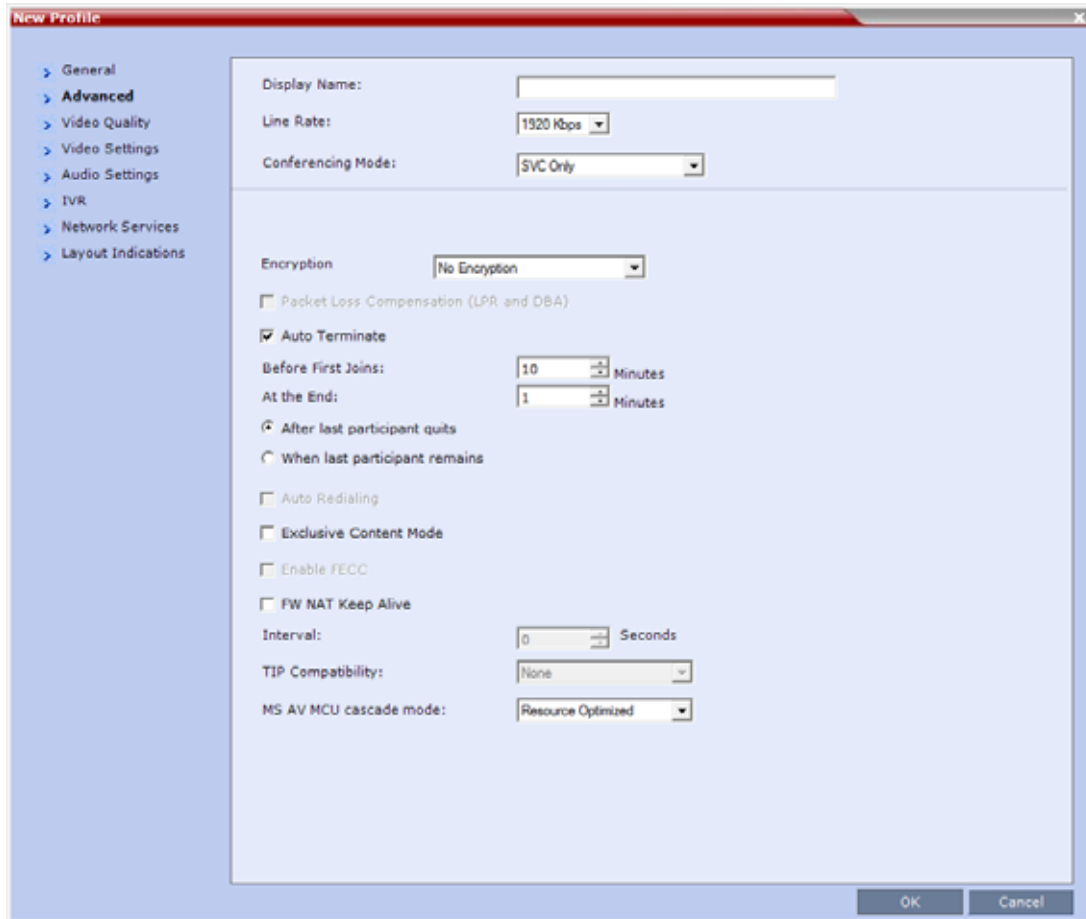 New Profile
General
Advanced
Video Quality
Video Settings
Audio Settings
IVR
Network Services
Layout Indications
Display Name:
Line Rate: 1920 Kbps
Conferencing Mode: SVC Only
Encryption No Encryption
Packet Loss Compensation (LPR and DBA)
Auto Terminate
Before First Joins: 10 Minutes
At the End: 1 Minutes
After last participant quits
When last participant remains
Auto Redialing
Exclusive Content Mode
Enable FECC
FW NAT Keep Alive
Interval: 0 Seconds
TIP Compatibility: None
MS AV MCU cascade mode: Resource Optimized
OK Cancel